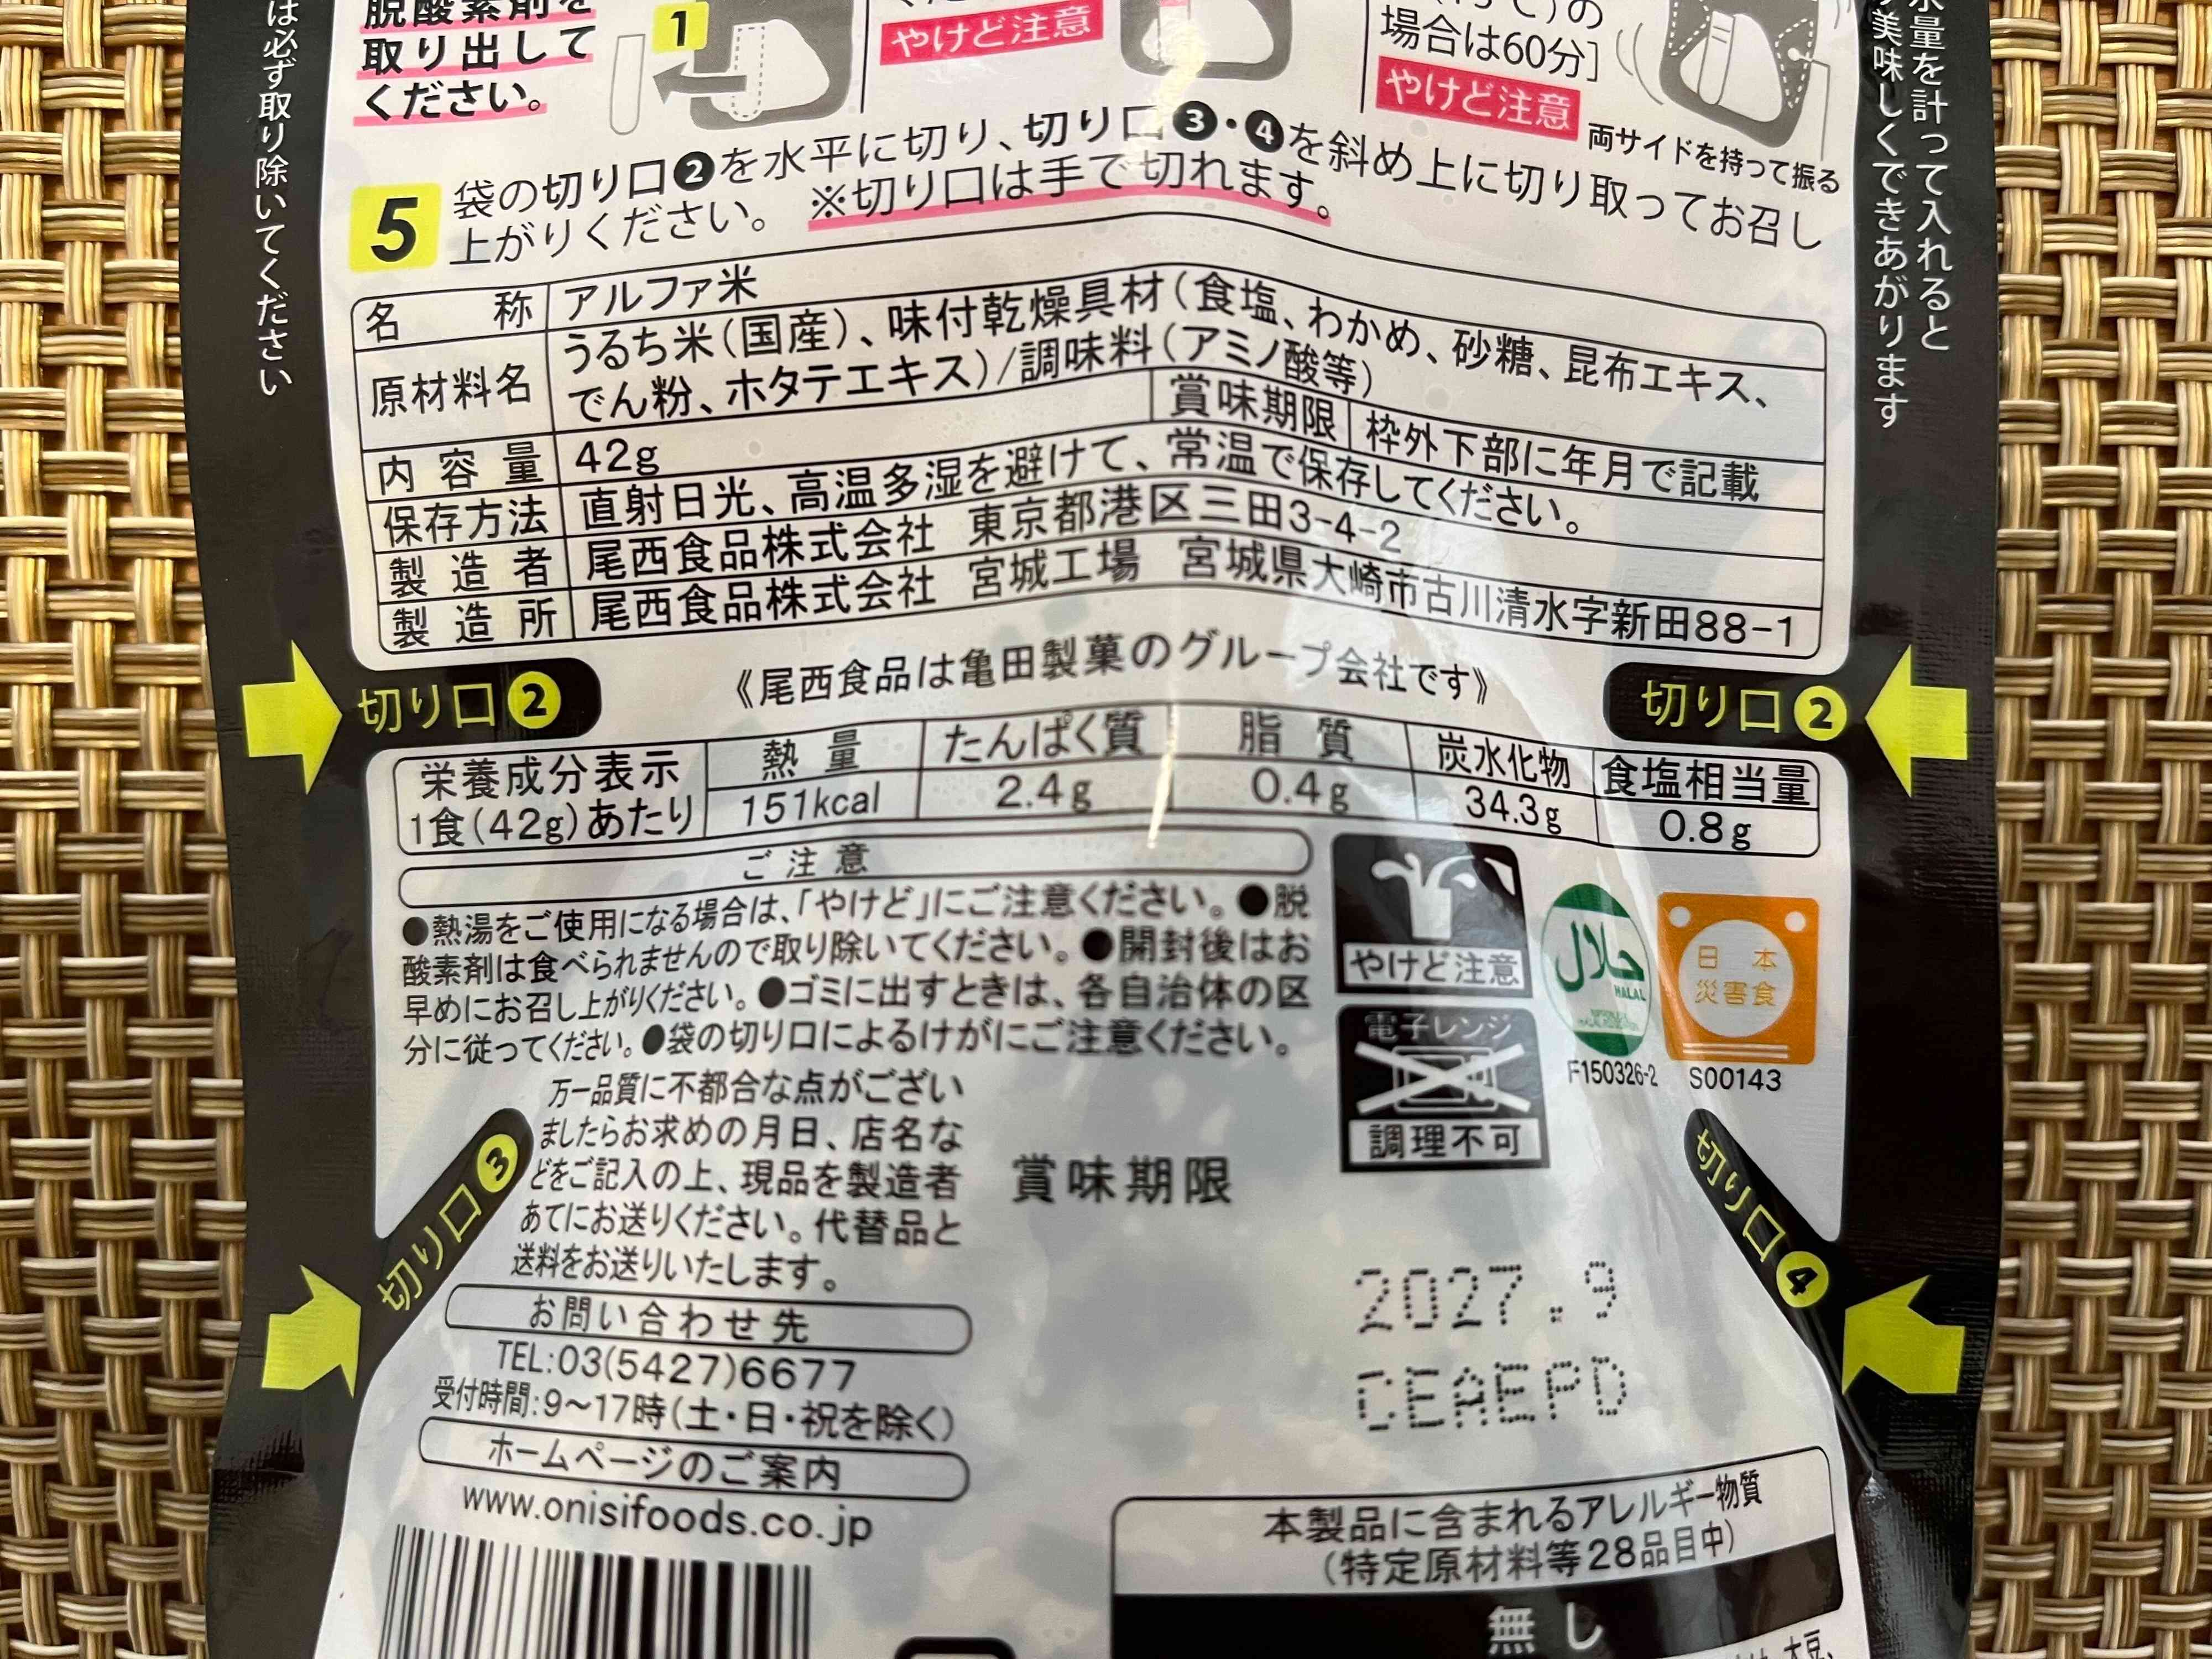 は必ず取り除いてください
脱酸素剤を
取り出して
ください。
1
やけど注意
の
場合は60分]
やけど注意
両サイドを持って振る
水量を計って入れると
美味しくできあがります
5
袋の切り口❷を水平に切り、切り口❸・❹を斜め上に切り取ってお召し
上がりください。 ※切り口は手で切れます。
名称 アルファ米
原材料名 うるち米(国産)、味付乾燥具材(食塩、わかめ、砂糖、昆布エキス、
でん粉、ホタテエキス)/調味料(アミノ酸等)
内容量 42g 賞味期限 枠外下部に年月で記載
保存方法 直射日光、高温多湿を避けて、常温で保存してください。
製造者 尾西食品株式会社 東京都港区三田3-4-2
製造所 尾西食品株式会社 宮城工場 宮城県大崎市古川清水字新田88-1
切り口❷
《尾西食品は亀田製菓のグループ会社です》
切り口❷
栄養成分表示
1食(42g)あたり
熱量 たんぱく質 脂質 炭水化物 食塩相当量
151kcal 2.4g 0.4g 34.3g 0.8g
ご注意
●熱湯をご使用になる場合は、「やけど」にご注意ください。●脱
酸素剤は食べられませんので取り除いてください。●開封後はお
早めにお召し上がりください。●ゴミに出すときは、各自治体の区
分に従ってください。●袋の切り口によるけがにご注意ください。
やけど注意
電子レンジ
調理不可
حلال
HALAL
F150326-2
日本
災害食
S00143
万一品質に不都合な点がござい
ましたらお求めの月日、店名な
どをご記入の上、現品を製造者
あてにお送りください。代替品と
送料をお送りいたします。
切り口❸
切り口❹
賞味期限
2027.9
CEAEPD
お問い合わせ先
TEL:03(5427)6677
受付時間:9〜17時(土・日・祝を除く)
ホームページのご案内
www.onisifoods.co.jp
本製品に含まれるアレルギー物質
(特定原材料等28品目中)
無し
大豆、